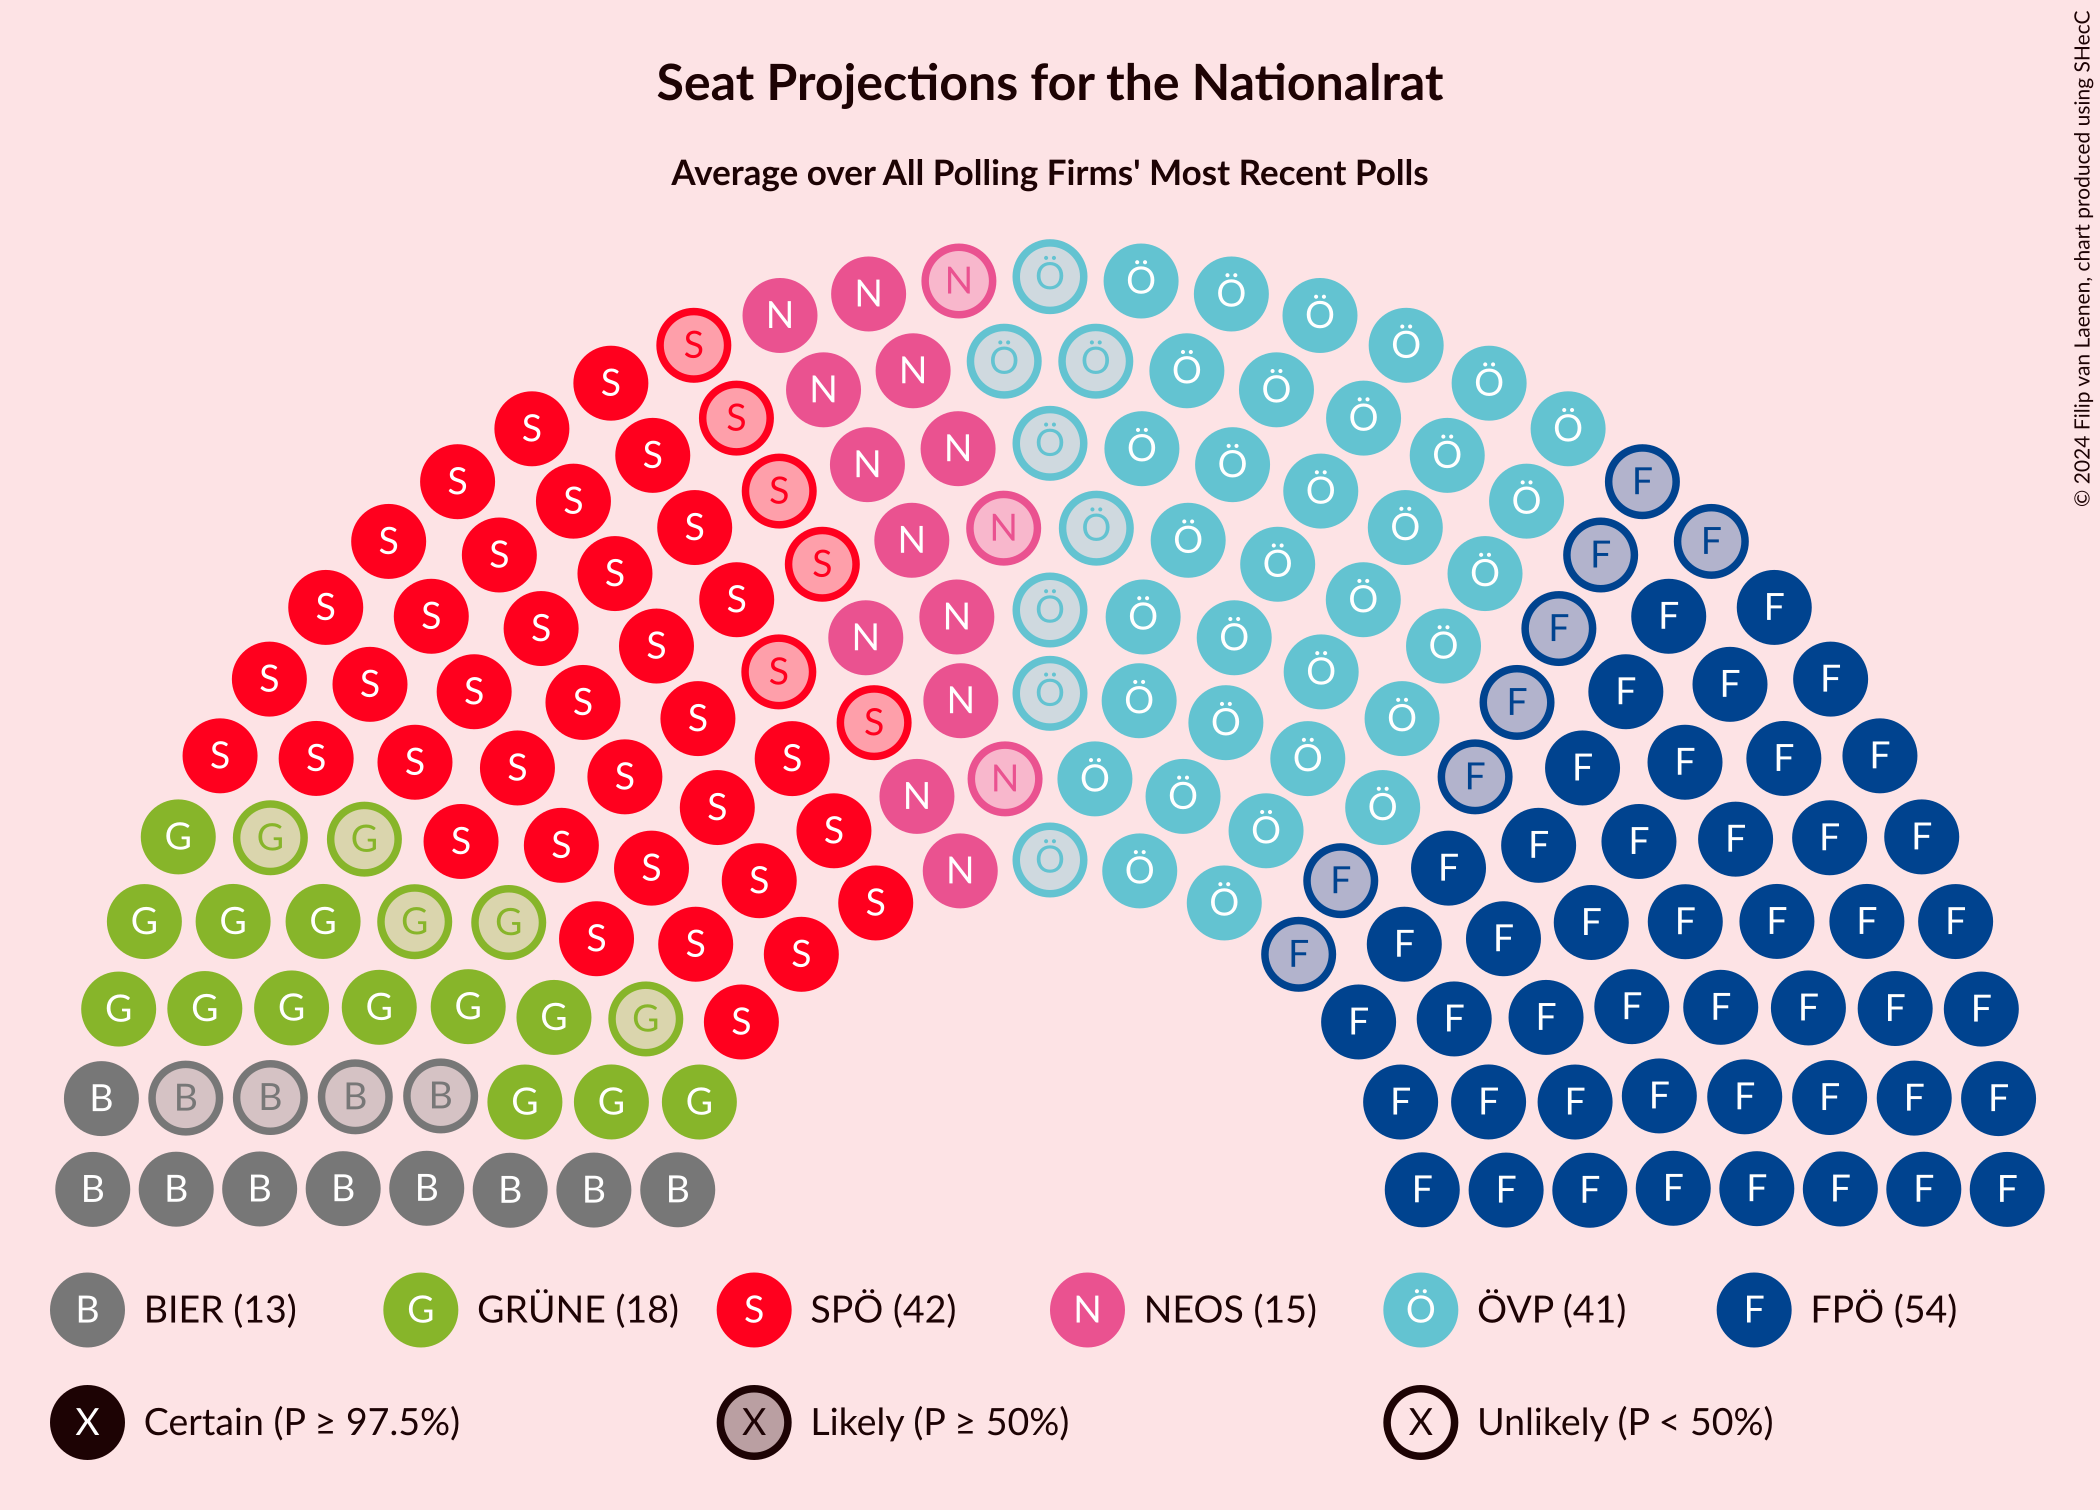 Seat Projections for the Nationalrat
Average over All Polling Firms' Most Recent Polls
© 2024 Filip van Laenen, chart produced using SHecC
N N N Ö Ö Ö Ö Ö Ö Ö
S S S S S S S S S
N N Ö Ö Ö Ö Ö Ö Ö
S S S S S S S S
N N Ö Ö Ö Ö Ö Ö
S S S S S S
N N Ö Ö Ö Ö Ö
S S S S S
N N Ö Ö Ö Ö Ö
S S S S
S N Ö Ö Ö Ö
S S S
N N Ö Ö Ö Ö
S S
N Ö Ö
S
F F F F F F F F
F F F F F F
F F F F F
F F F F F
G G G S S S S S F F F F F F
G G G G G S S S F F F F F F F
G G G G G G G S F F F F F F F F
B B B B B G G G F F F F F F F F
B B B B B B B B F F F F F F F F
B BIER (13) G GRÜNE (18) S SPÖ (42) N NEOS (15) Ö ÖVP (41) F FPÖ (54)
X Certain (P ≥ 97.5%) X Likely (P ≥ 50%) X Unlikely (P < 50%)